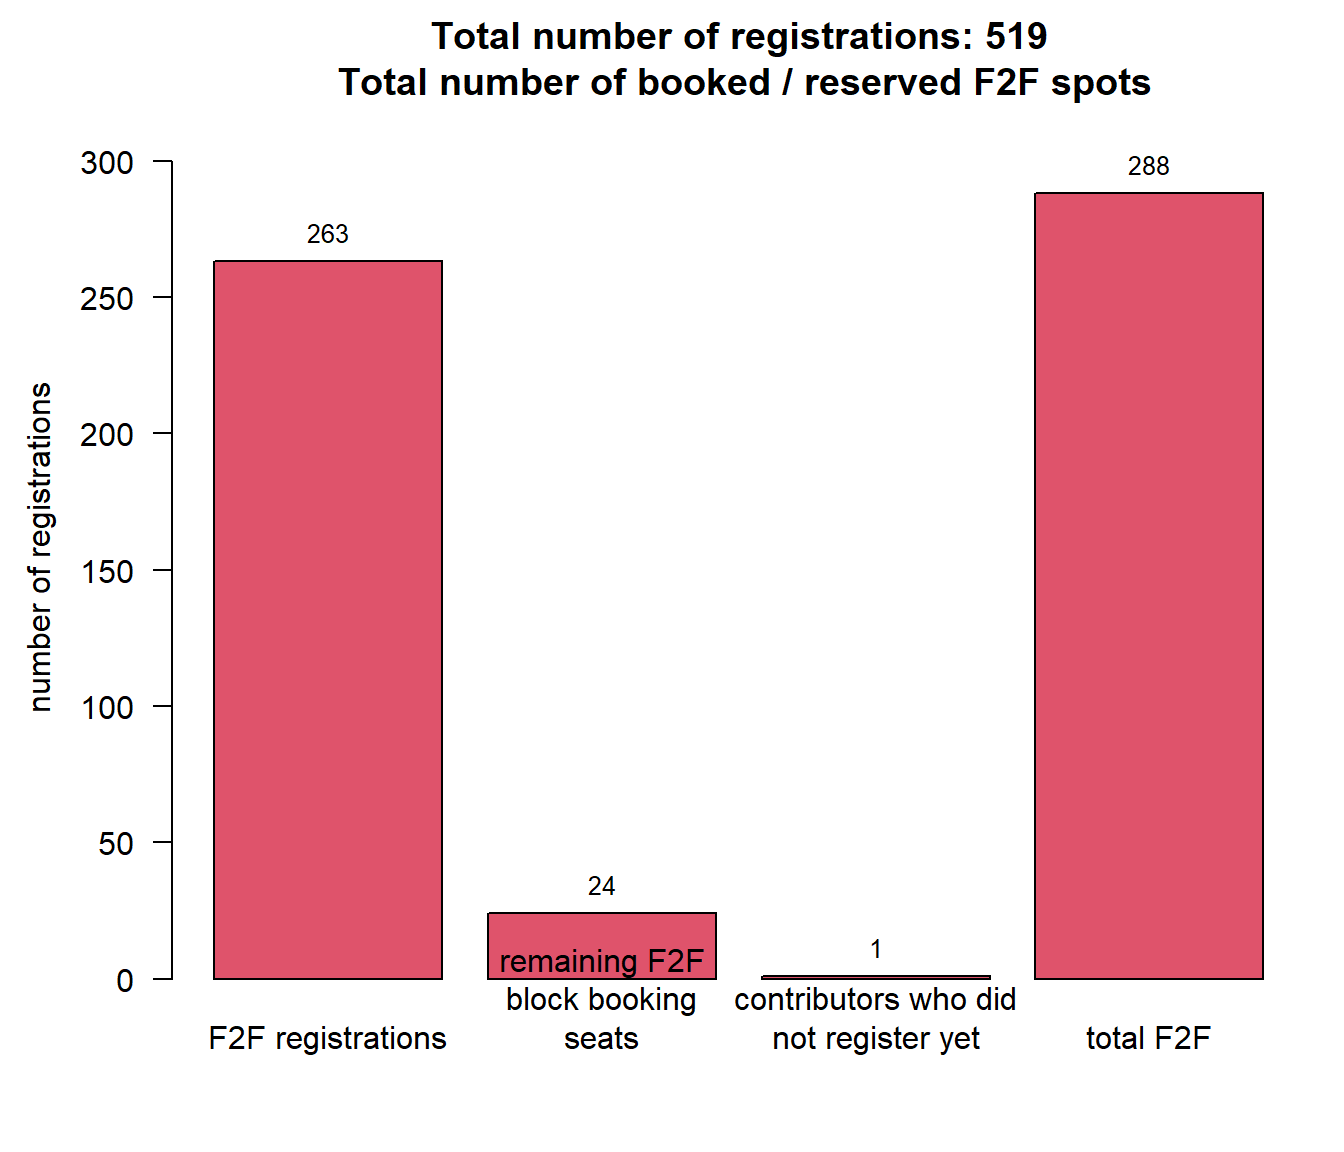 Total number of registrations: 519
Total number of booked / reserved F2F spots
number of registrations
300
250
200
150
100
50
0
263
24
1
288
F2F registrations
remaining F2F
block booking
seats
contributors who did
not register yet
total F2F